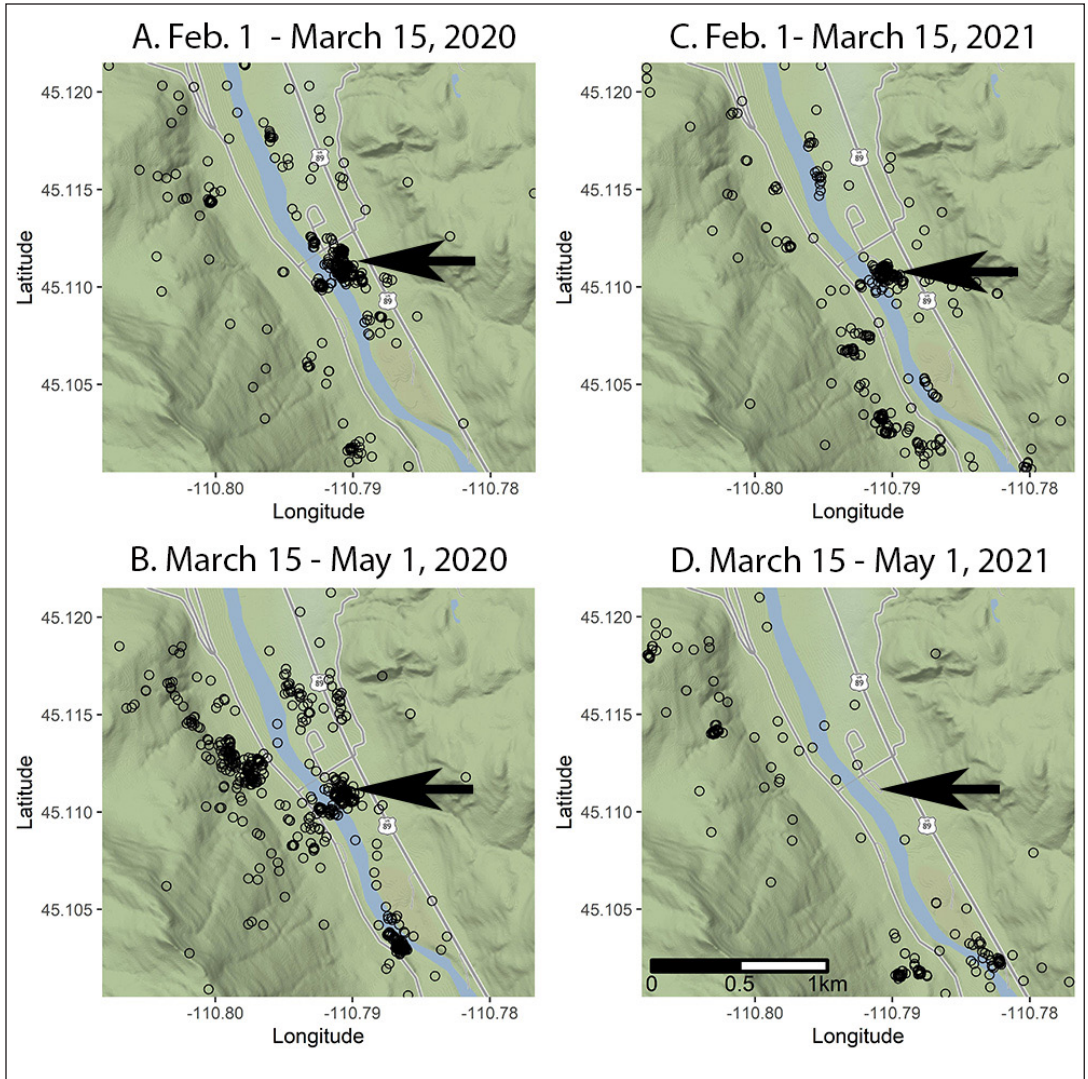 A. Feb. 1 - March 15, 2020
C. Feb. 1- March 15, 2021
45.120
45.115
45.110
45.105
Latitude
US
89
89
-110.80
-110.79
-110.78
Longitude
45.120
45.115
45.110
45.105
Latitude
US
89
89
-110.80
-110.79
-110.78
Longitude
B. March 15 - May 1, 2020
D. March 15 - May 1, 2021
45.120
45.115
45.110
45.105
Latitude
US
89
89
-110.80
-110.79
-110.78
Longitude
45.120
45.115
45.110
45.105
Latitude
US
89
89
0 0.5 1km
-110.80
-110.79
-110.78
Longitude